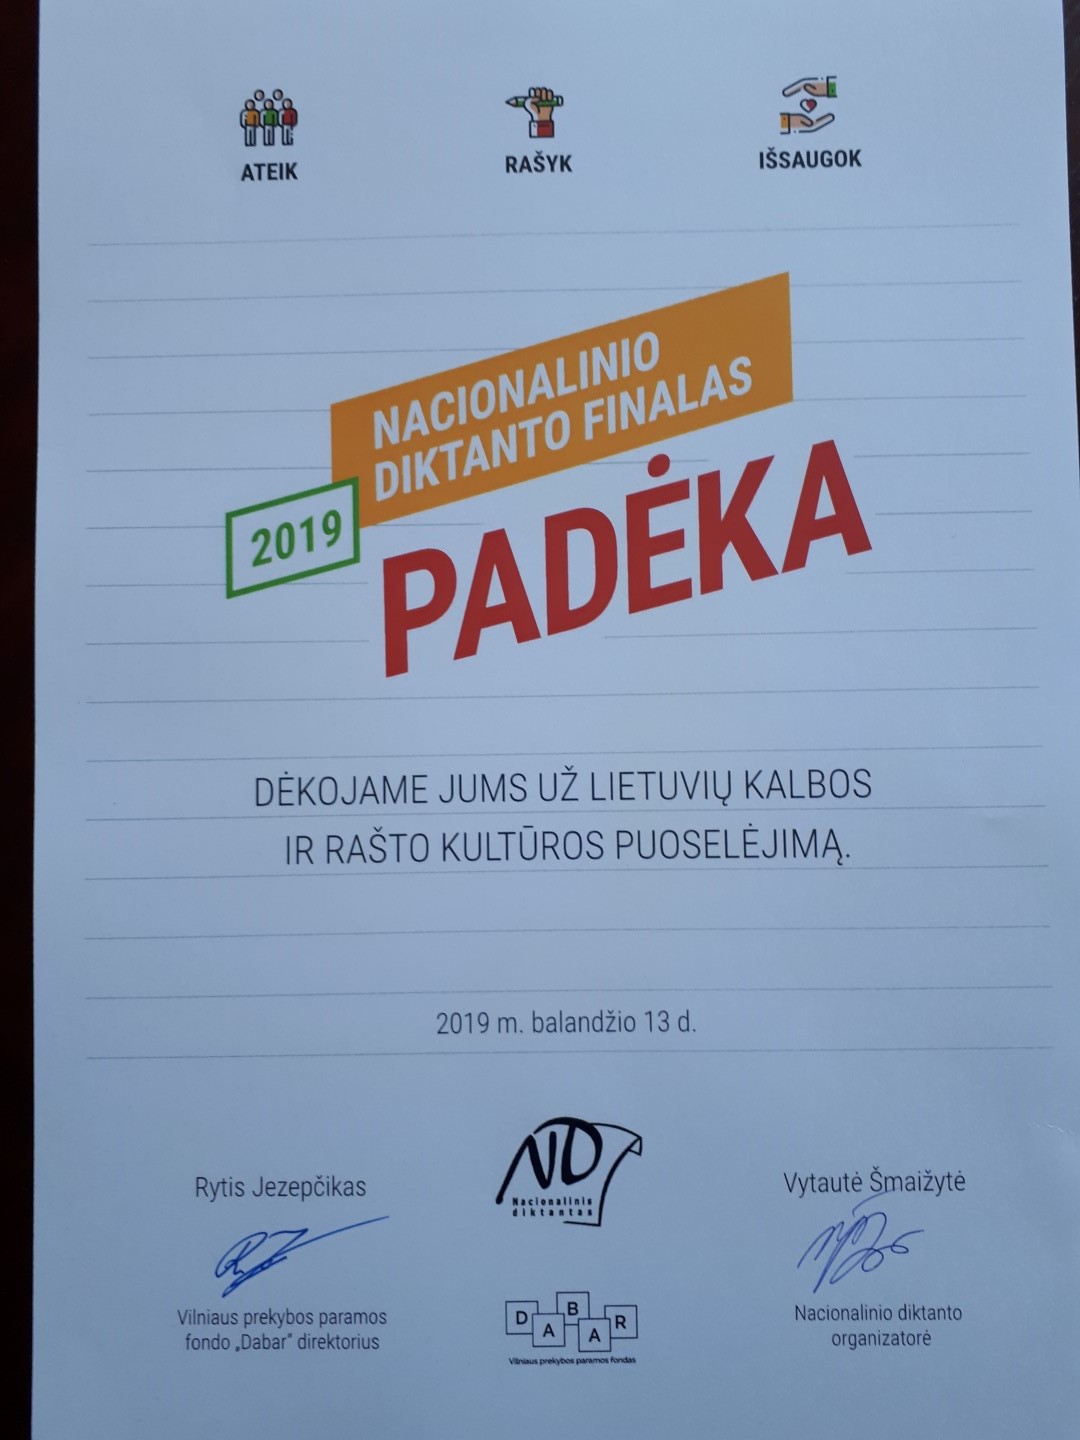 ATEIK
RAŠYK
IŠSAUGOK
NACIONALINIO
DIKTANTO FINALAS
2019
PADĖKA
DĖKOJAME JUMS UŽ LIETUVIŲ KALBOS
IR RAŠTO KULTŪROS PUOSELĖJIMĄ.
2019 m. balandžio 13 d.
Rytis Jezepčikas
Vilniaus prekybos paramos
fondo „Dabar“ direktorius
ND
Nacionalinis
diktantas
DABAR
Vilniaus prekybos paramos fondas
Vytautė Šmaižytė
Nacionalinio diktanto
organizatorė